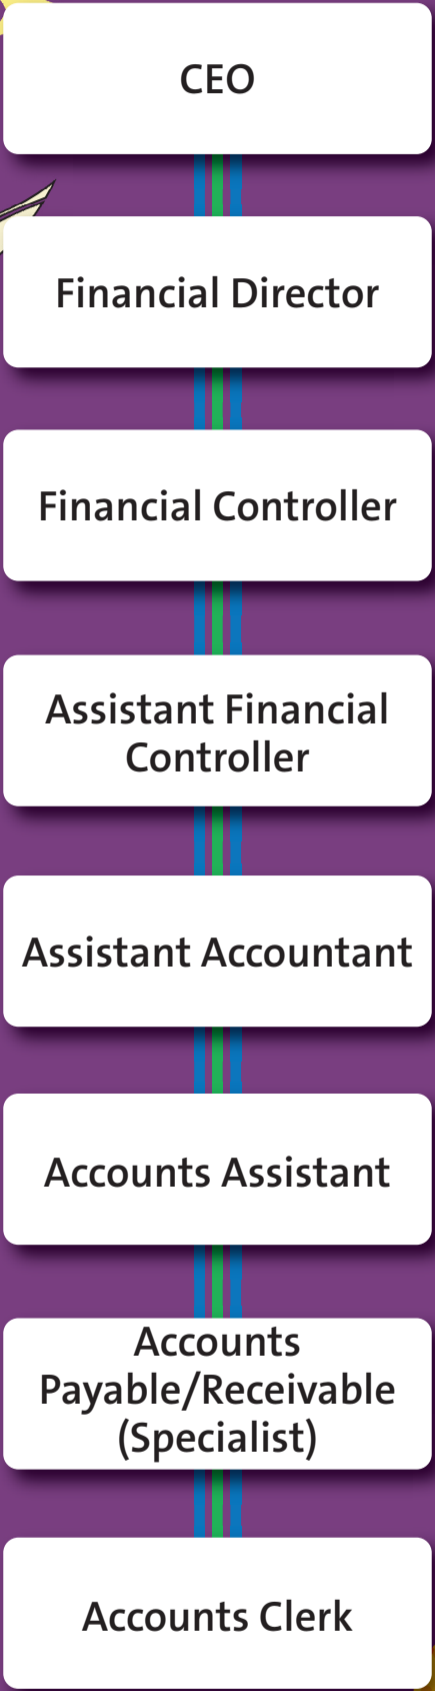 CEO
Financial Director
Financial Controller
Assistant Financial
Controller
Assistant Accountant
Accounts Assistant
Accounts
Payable/Receivable
(Specialist)
Accounts Clerk